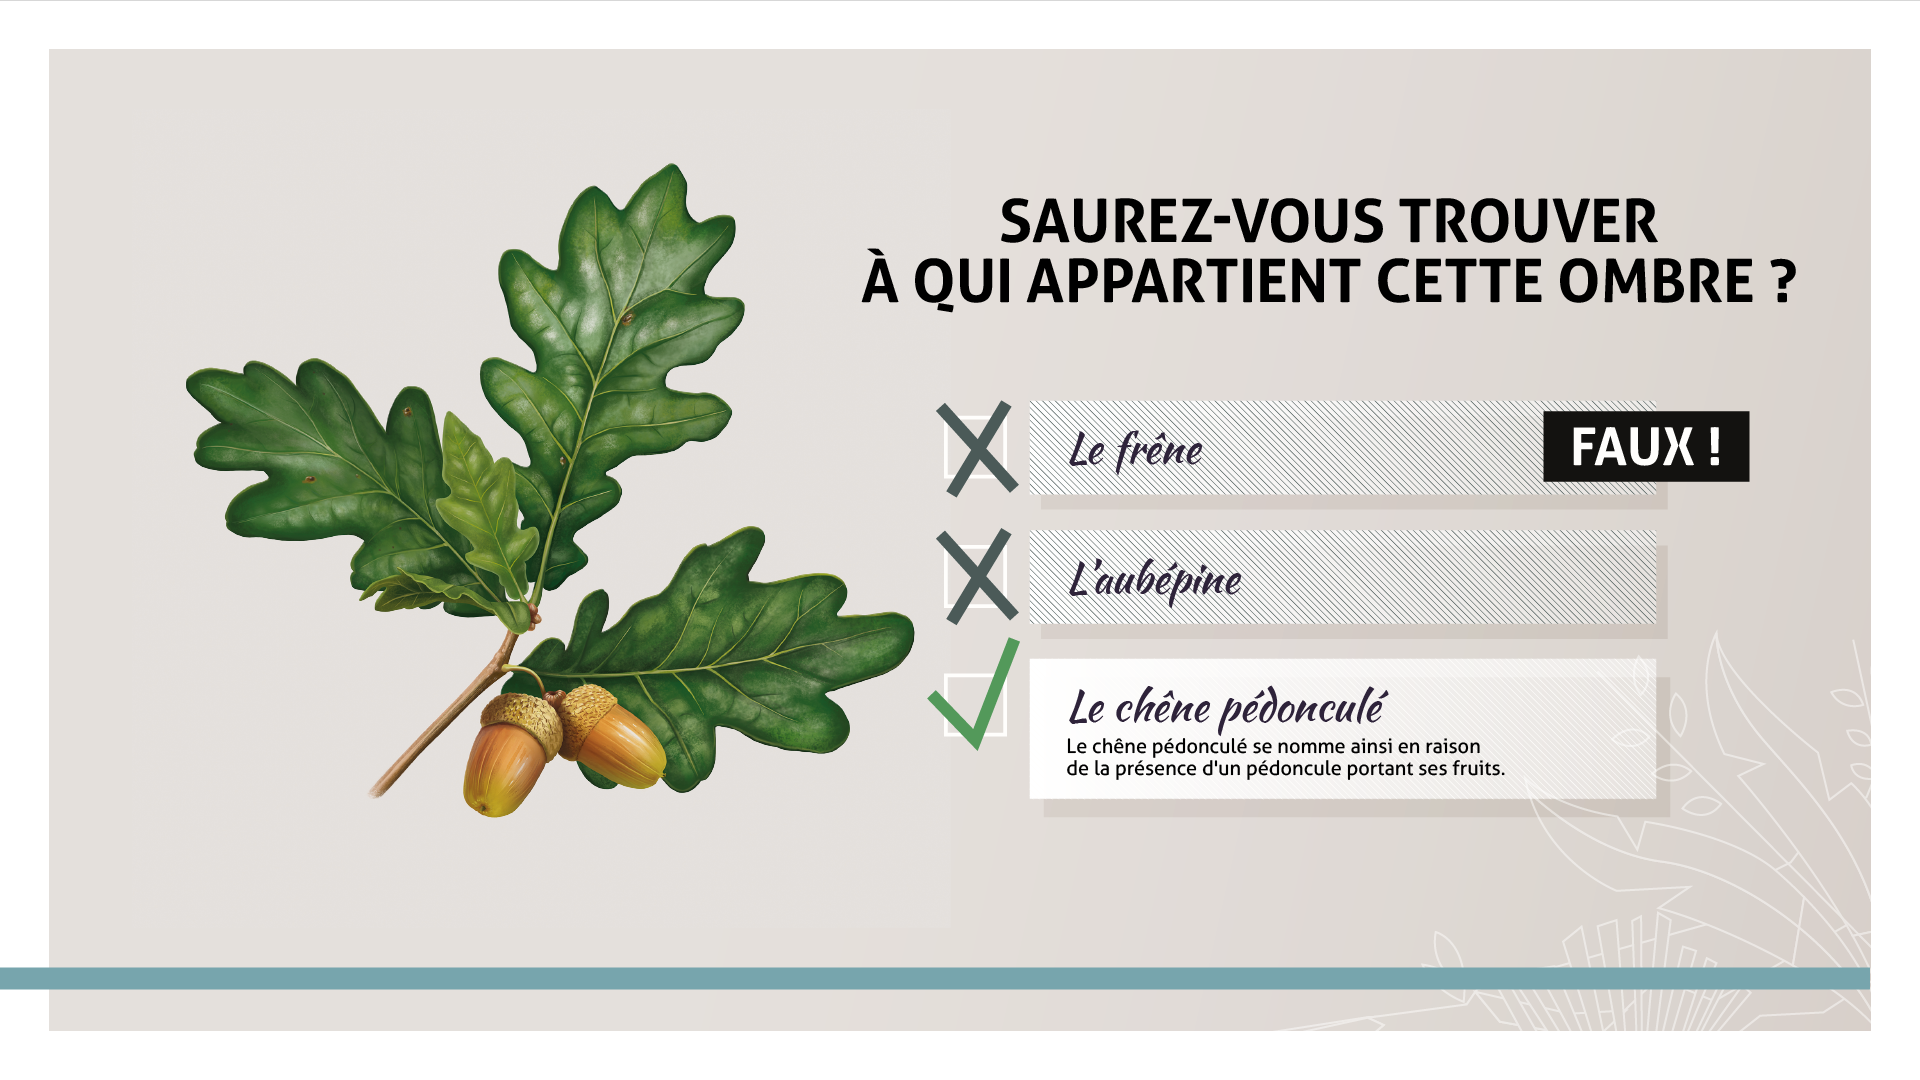 SAUREZ-VOUS TROUVER
À QUI APPARTIENT CETTE OMBRE ?
Le frêne
FAUX !
L'aubépine
Le chêne pédonculé
Le chêne pédonculé se nomme ainsi en raison
de la présence d'un pédoncule portant ses fruits.